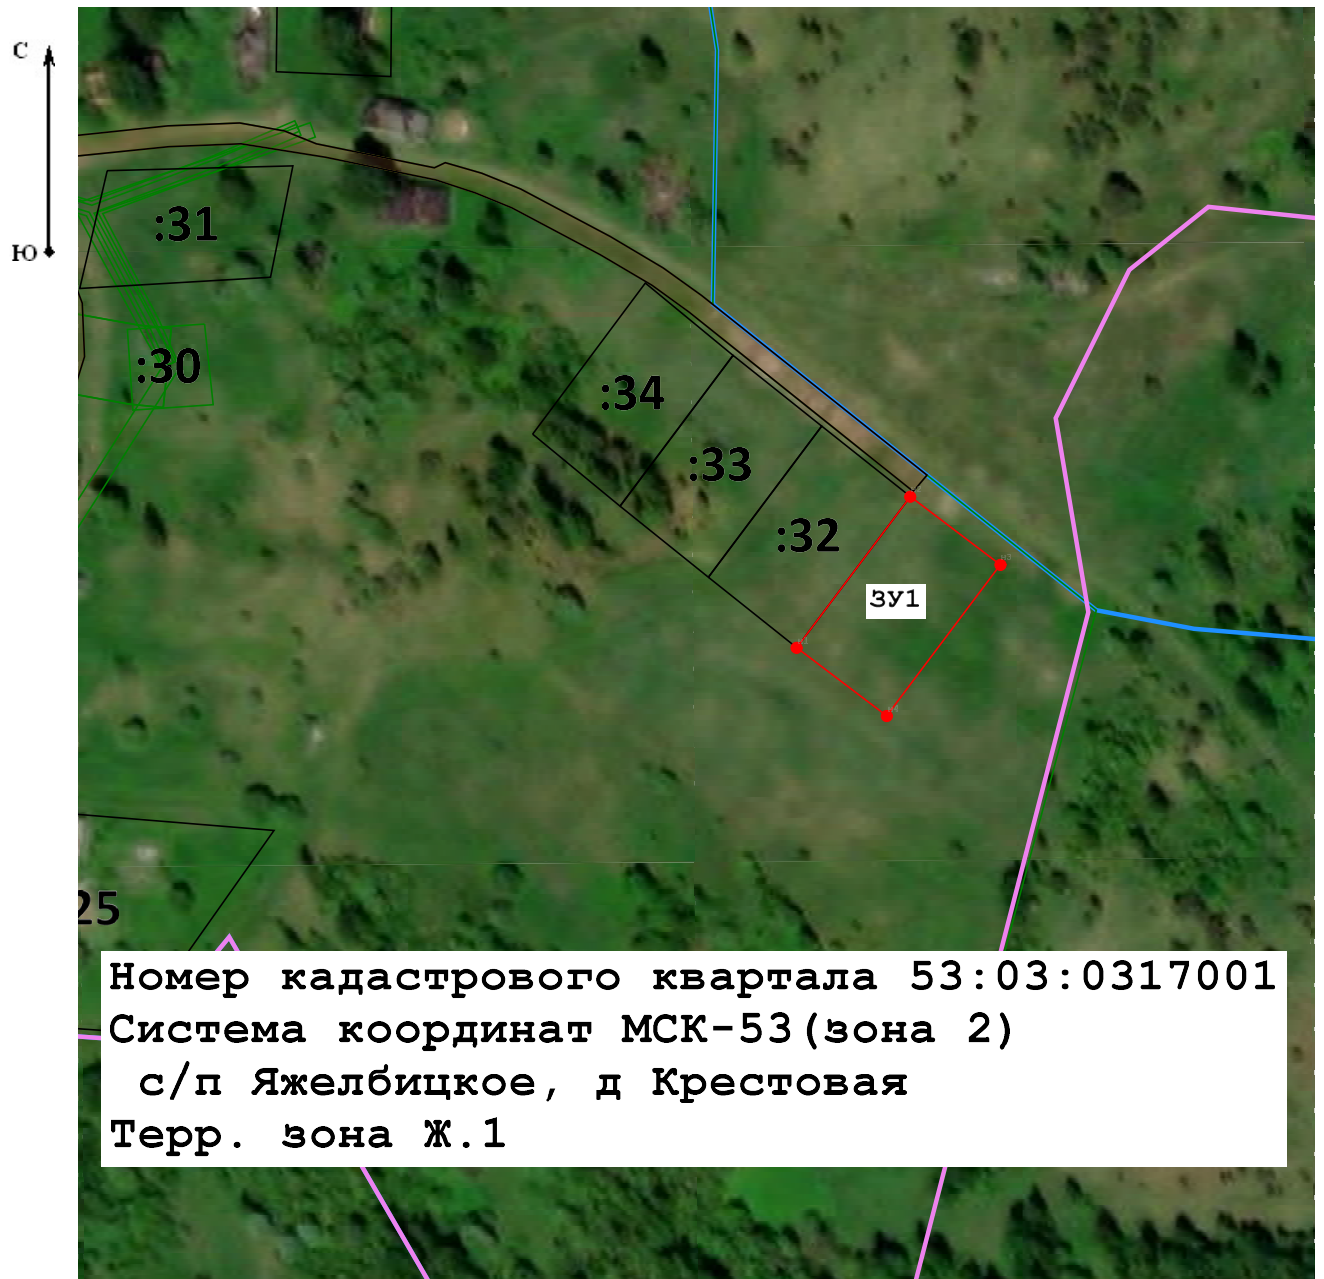 С
Ю
:31
:30
:34
:33
:32
ЗУ1
25
Номер кадастрового квартала 53:03:0317001
Система координат МСК-53(зона 2)
с/п Яжелбицкое, д Крестовая
Терр. зона Ж.1